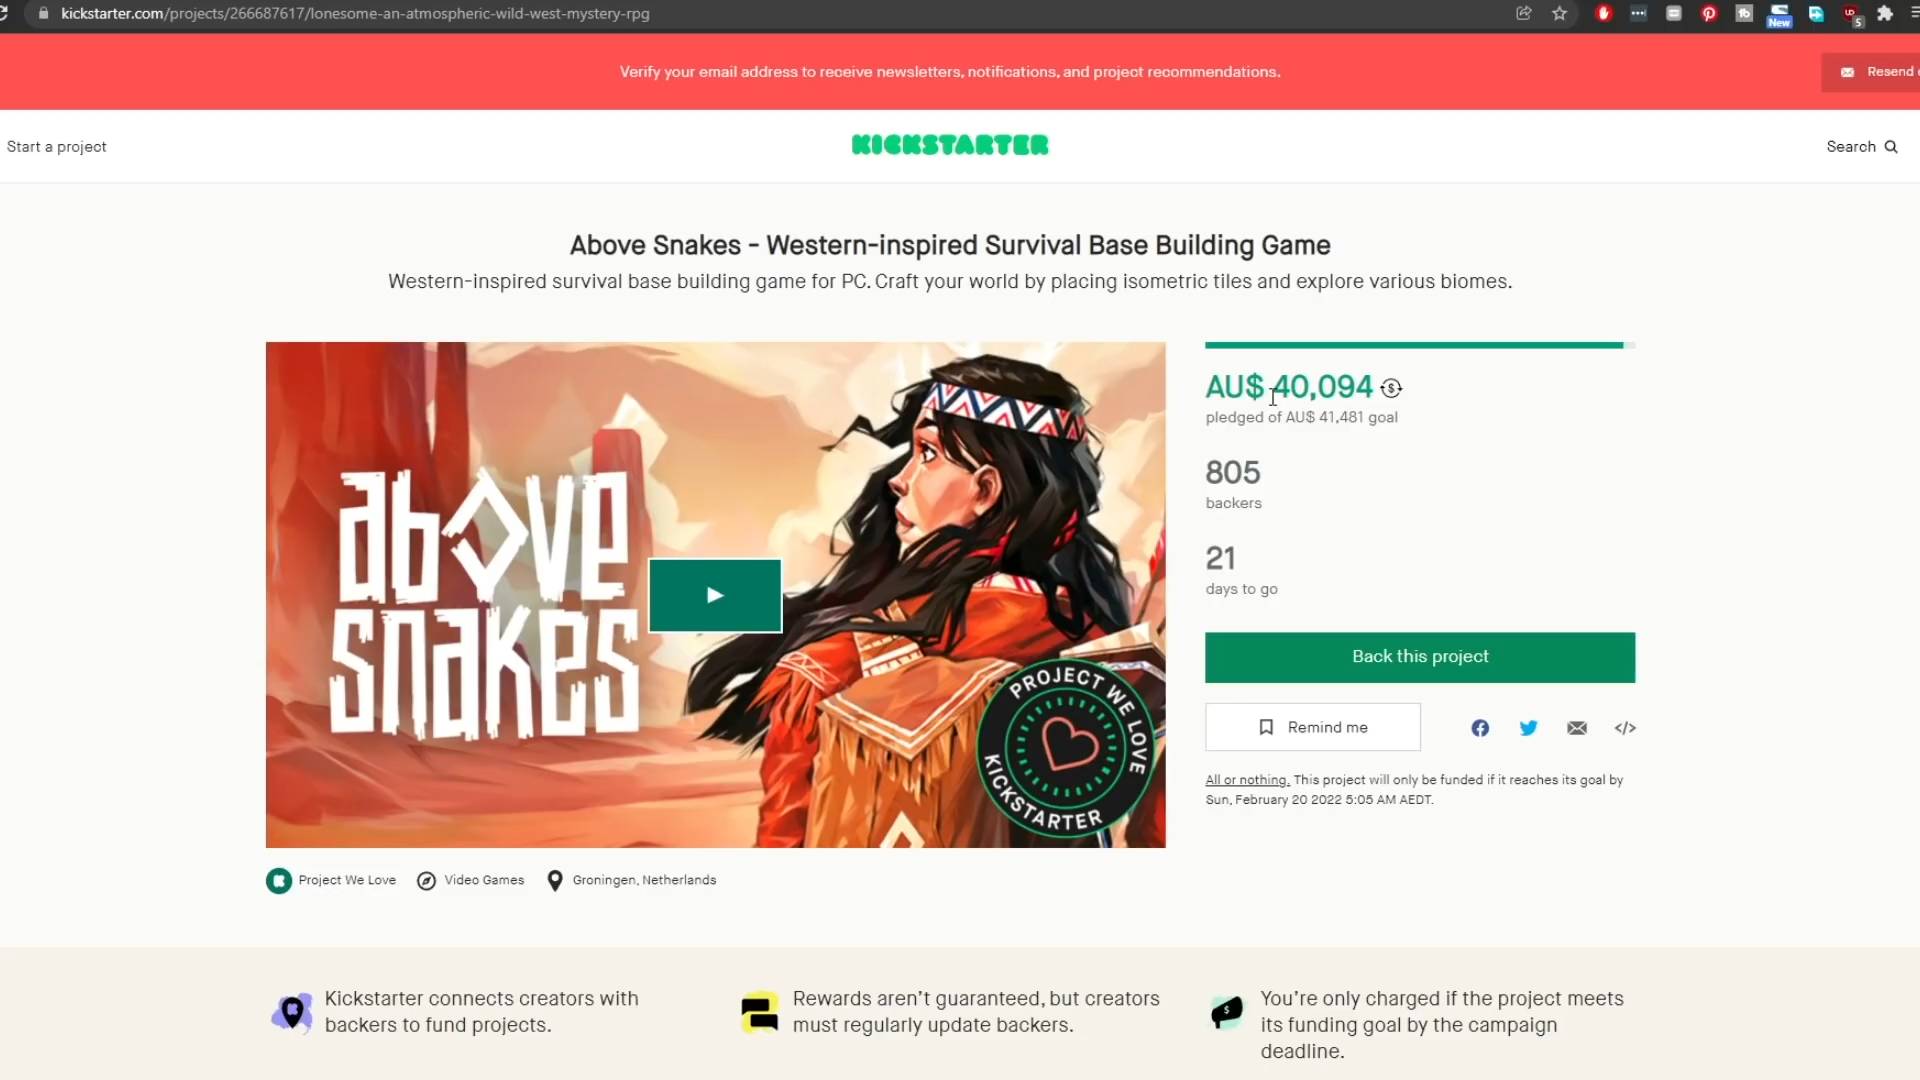 kickstarter.com/projects/266687617/lonesome-an-atmospheric-wild-west-mystery-rpg
New
5
Verify your email address to receive newsletters, notifications, and project recommendations.
Resend
Start a project
KICKSTARTER
Search
Above Snakes - Western-inspired Survival Base Building Game
Western-inspired survival base building game for PC. Craft your world by placing isometric tiles and explore various biomes.
above
snakes
PROJECT WE LOVE
KICKSTARTER
AU$ 40,094
pledged of AU$ 41,481 goal
805
backers
21
days to go
Back this project
Remind me
All or nothing. This project will only be funded if it reaches its goal by
Sun, February 20 2022 5:05 AM AEDT.
Project We Love
Video Games
Groningen, Netherlands
Kickstarter connects creators with
backers to fund projects.
Rewards aren't guaranteed, but creators
must regularly update backers.
You're only charged if the project meets
its funding goal by the campaign
deadline.